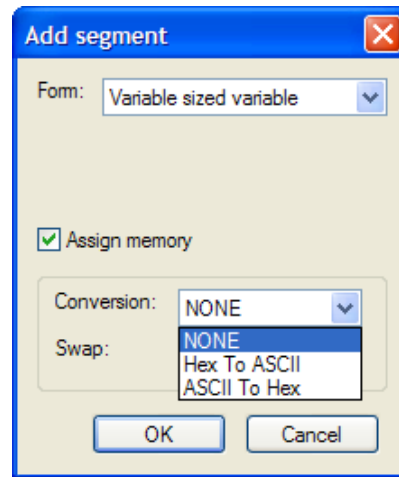 Add segment
Form: Variable sized variable
Assign memory
Conversion: NONE
NONE
Swap:
Hex To ASCII
ASCII To Hex
OK Cancel